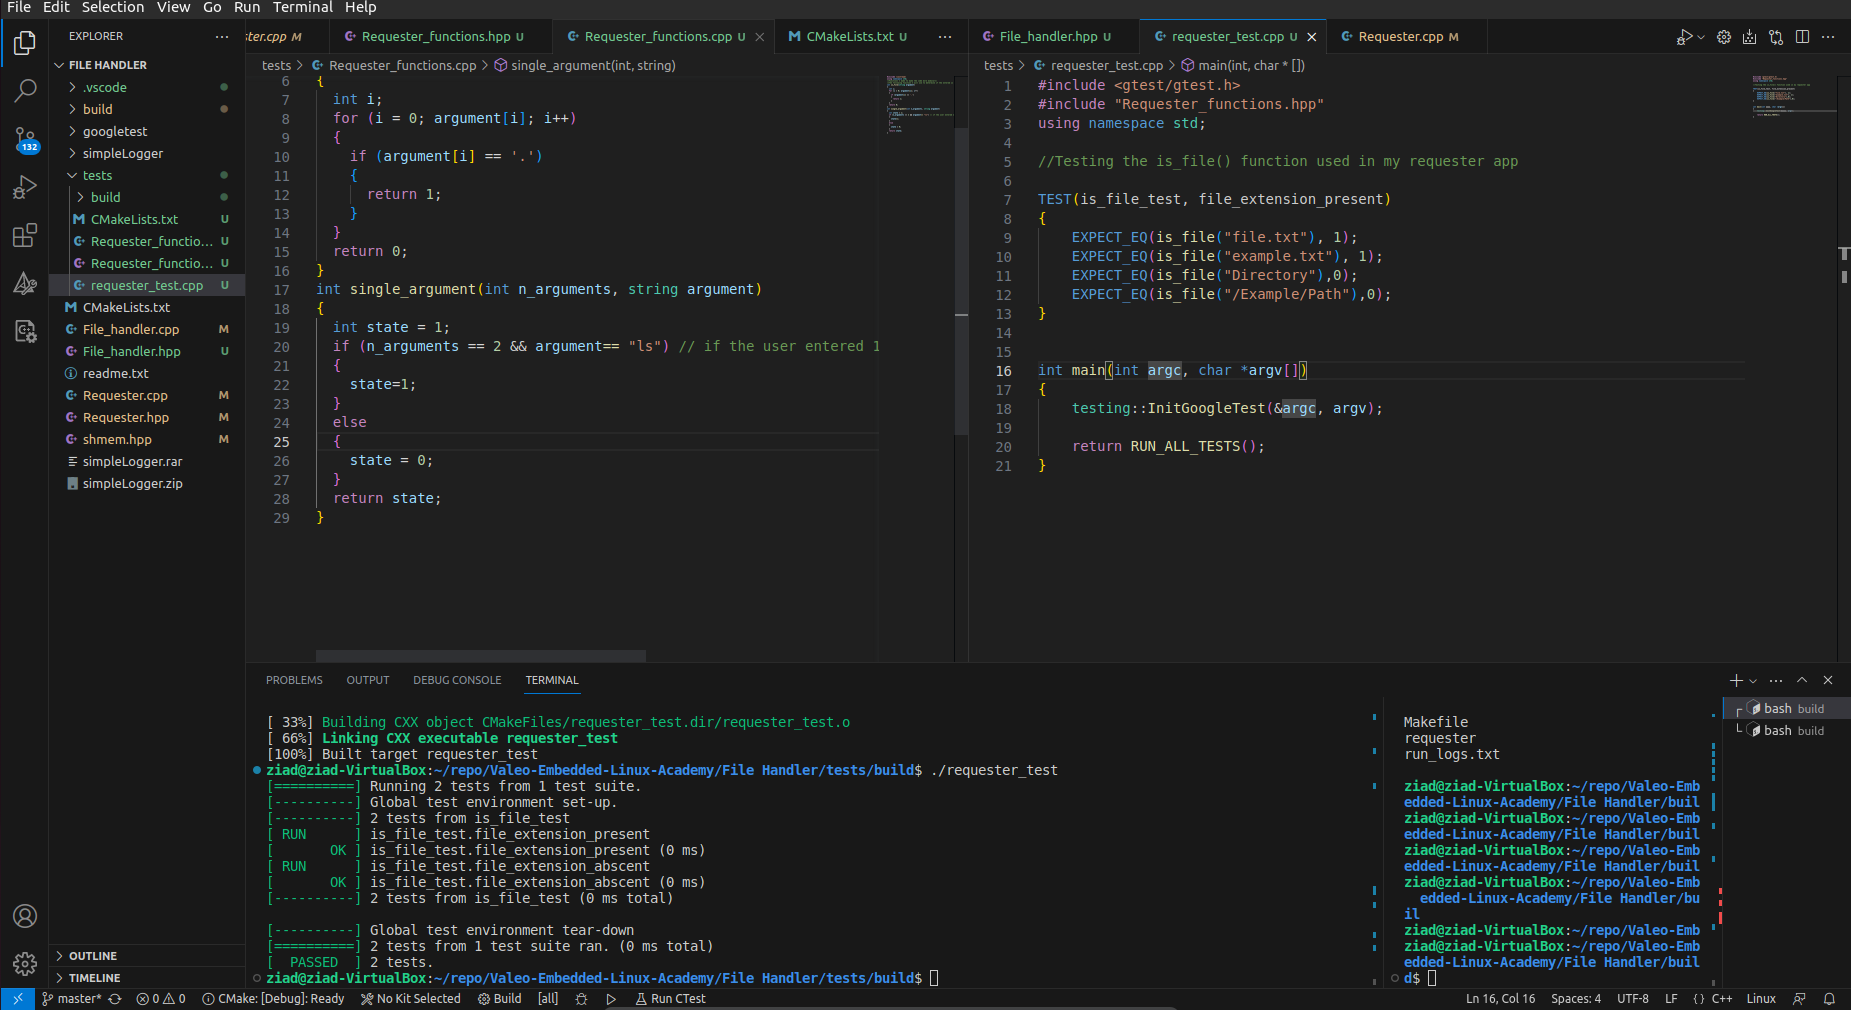 File Edit Selection View Go Run Terminal Help
EXPLORER
FILE HANDLER
.vscode
build
googletest
simpleLogger
tests
build
CMakeLists.txt U
Requester_functio... U
Requester_functio... U
requester_test.cpp U
CMakeLists.txt
File_handler.cpp M
File_handler.hpp U
readme.txt
Requester.cpp M
Requester.hpp M
shmem.hpp M
simpleLogger.rar
simpleLogger.zip
OUTLINE
TIMELINE
132
ster.cpp M
Requester_functions.hpp U
Requester_functions.cpp U
CMakeLists.txt U
tests > Requester_functions.cpp > single_argument(int, string)
6 {
7 int i;
8 for (i = 0; argument[i]; i++)
9 {
10 if (argument[i] == '.')
11 {
12 return 1;
13 }
14 }
15 return 0;
16 }
17 int single_argument(int n_arguments, string argument)
18 {
19 int state = 1;
20 if (n_arguments == 2 && argument== "ls") // if the user entered 1
21 {
22 state=1;
23 }
24 else
25 {
26 state = 0;
27 }
28 return state;
29 }
File_handler.hpp U
requester_test.cpp U
Requester.cpp M
tests > requester_test.cpp > main(int, char * [])
1 #include <gtest/gtest.h>
2 #include "Requester_functions.hpp"
3 using namespace std;
4
5 //Testing the is_file() function used in my requester app
6
7 TEST(is_file_test, file_extension_present)
8 {
9 EXPECT_EQ(is_file("file.txt"), 1);
10 EXPECT_EQ(is_file("example.txt"), 1);
11 EXPECT_EQ(is_file("Directory"),0);
12 EXPECT_EQ(is_file("/Example/Path"),0);
13 }
14
15
16 int main(int argc, char *argv[])
17 {
18 testing::InitGoogleTest(&argc, argv);
19
20 return RUN_ALL_TESTS();
21 }
PROBLEMS OUTPUT DEBUG CONSOLE TERMINAL
[ 33%] Building CXX object CMakeFiles/requester_test.dir/requester_test.o
[ 66%] Linking CXX executable requester_test
[100%] Built target requester_test
ziad@ziad-VirtualBox:~/repo/Valeo-Embedded-Linux-Academy/File Handler/tests/build$ ./requester_test
[==========] Running 2 tests from 1 test suite.
[----------] Global test environment set-up.
[----------] 2 tests from is_file_test
[ RUN      ] is_file_test.file_extension_present
[       OK ] is_file_test.file_extension_present (0 ms)
[ RUN      ] is_file_test.file_extension_abscent
[       OK ] is_file_test.file_extension_abscent (0 ms)
[----------] 2 tests from is_file_test (0 ms total)
[----------] Global test environment tear-down
[==========] 2 tests from 1 test suite ran. (0 ms total)
[  PASSED  ] 2 tests.
ziad@ziad-VirtualBox:~/repo/Valeo-Embedded-Linux-Academy/File Handler/tests/build$
Makefile
requester
run_logs.txt
ziad@ziad-VirtualBox:~/repo/Valeo-Emb
edded-Linux-Academy/File Handler/buil
ziad@ziad-VirtualBox:~/repo/Valeo-Emb
edded-Linux-Academy/File Handler/buil
ziad@ziad-VirtualBox:~/repo/Valeo-Emb
edded-Linux-Academy/File Handler/buil
ziad@ziad-VirtualBox:~/repo/Valeo-Emb
edded-Linux-Academy/File Handler/bu
il
ziad@ziad-VirtualBox:~/repo/Valeo-Emb
ziad@ziad-VirtualBox:~/repo/Valeo-Emb
edded-Linux-Academy/File Handler/buil
d$
bash build
bash build
master* 0 0 CMake: [Debug]: Ready No Kit Selected Build [all] Run CTest Ln 16, Col 16 Spaces: 4 UTF-8 LF {} C++ Linux